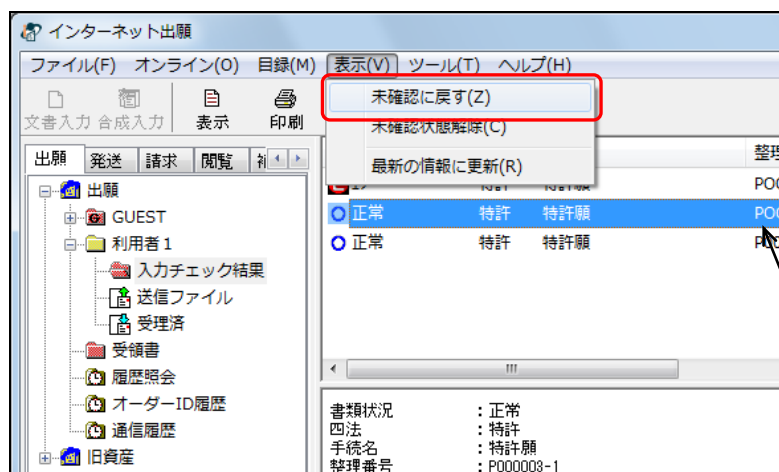 インターネット出願
ファイル(F) オンライン(O) 目録(M) 表示(V) ツール(T) ヘルプ(H)
未確認に戻す(Z)
未確認状態解除(C)
最新の情報に更新(R)
文書入力 合成入力 表示 印刷
出願 発送 請求 閲覧
整理
特許 特許願 P00
正常 特許 特許願 P00
正常 特許 特許願 P00
出願
GUEST
利用者1
入力チェック結果
送信ファイル
受理済
受領書
履歴照会
オーダーID履歴
通信履歴
旧資産
書類状況 :正常
四法 :特許
手続名 :特許願
整理番号 :P000003-1